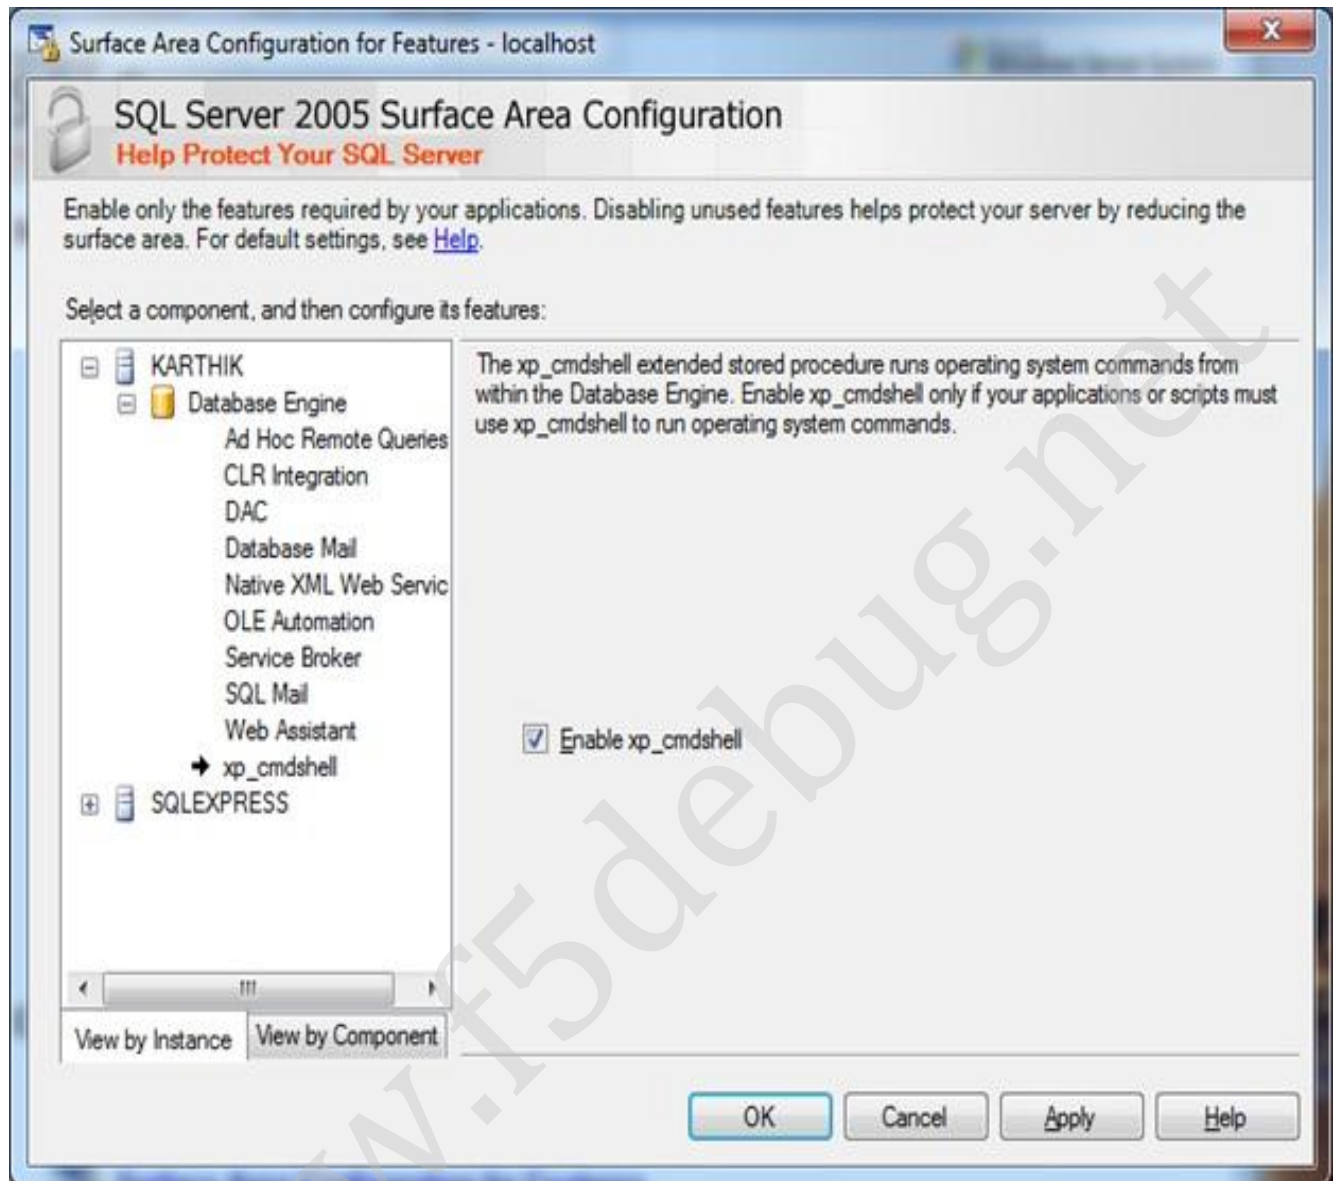 Surface Area Configuration for Features - localhost
SQL Server 2005 Surface Area Configuration
Help Protect Your SQL Server
Enable only the features required by your applications. Disabling unused features helps protect your server by reducing the
surface area. For default settings, see Help.
Select a component, and then configure its features:
KARTHIK
Database Engine
Ad Hoc Remote Queries
CLR Integration
DAC
Database Mail
Native XML Web Servic
OLE Automation
Service Broker
SQL Mail
Web Assistant
xp_cmdshell
SQLEXPRESS
View by Instance
View by Component
The xp_cmdshell extended stored procedure runs operating system commands from
within the Database Engine. Enable xp_cmdshell only if your applications or scripts must
use xp_cmdshell to run operating system commands.
Enable xp_cmdshell
OK
Cancel
Apply
Help
w.f5debug.net